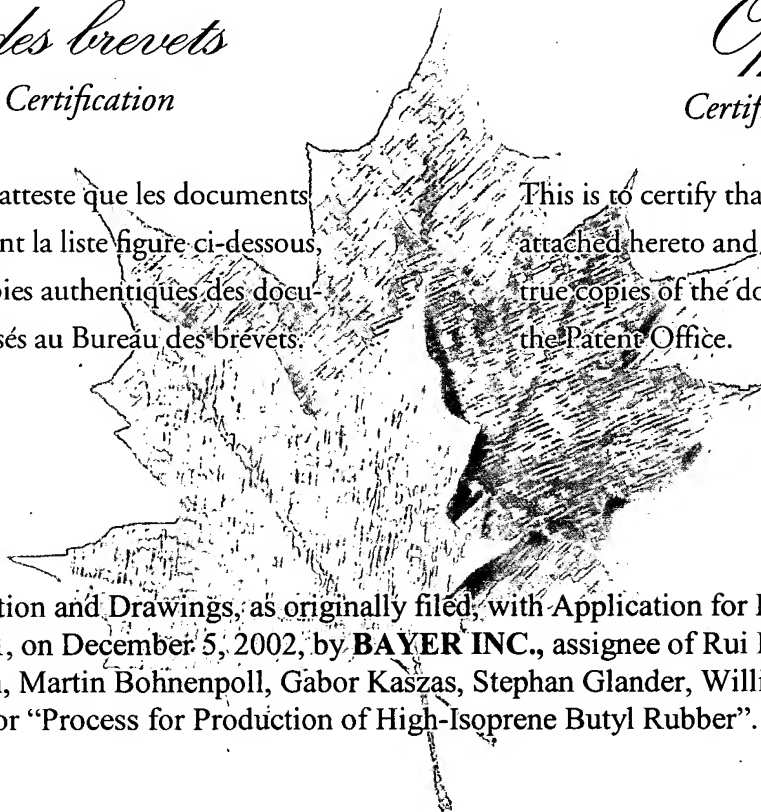 des brevets
Certification
atteste que les documents
nt la liste figure ci-dessous,
pies authentiques des docu-
sés au Bureau des brevets.
This is to certify tha
attached hereto and
true copies of the do
the Patent Office.
tion and Drawings, as originally filed, with Application for
, on December 5, 2002, by BAYER INC., assignee of Rui
, Martin Bohnenpoll, Gabor Kaszas, Stephan Glander, Willi
or “Process for Production of High-Isoprene Butyl Rubber”.